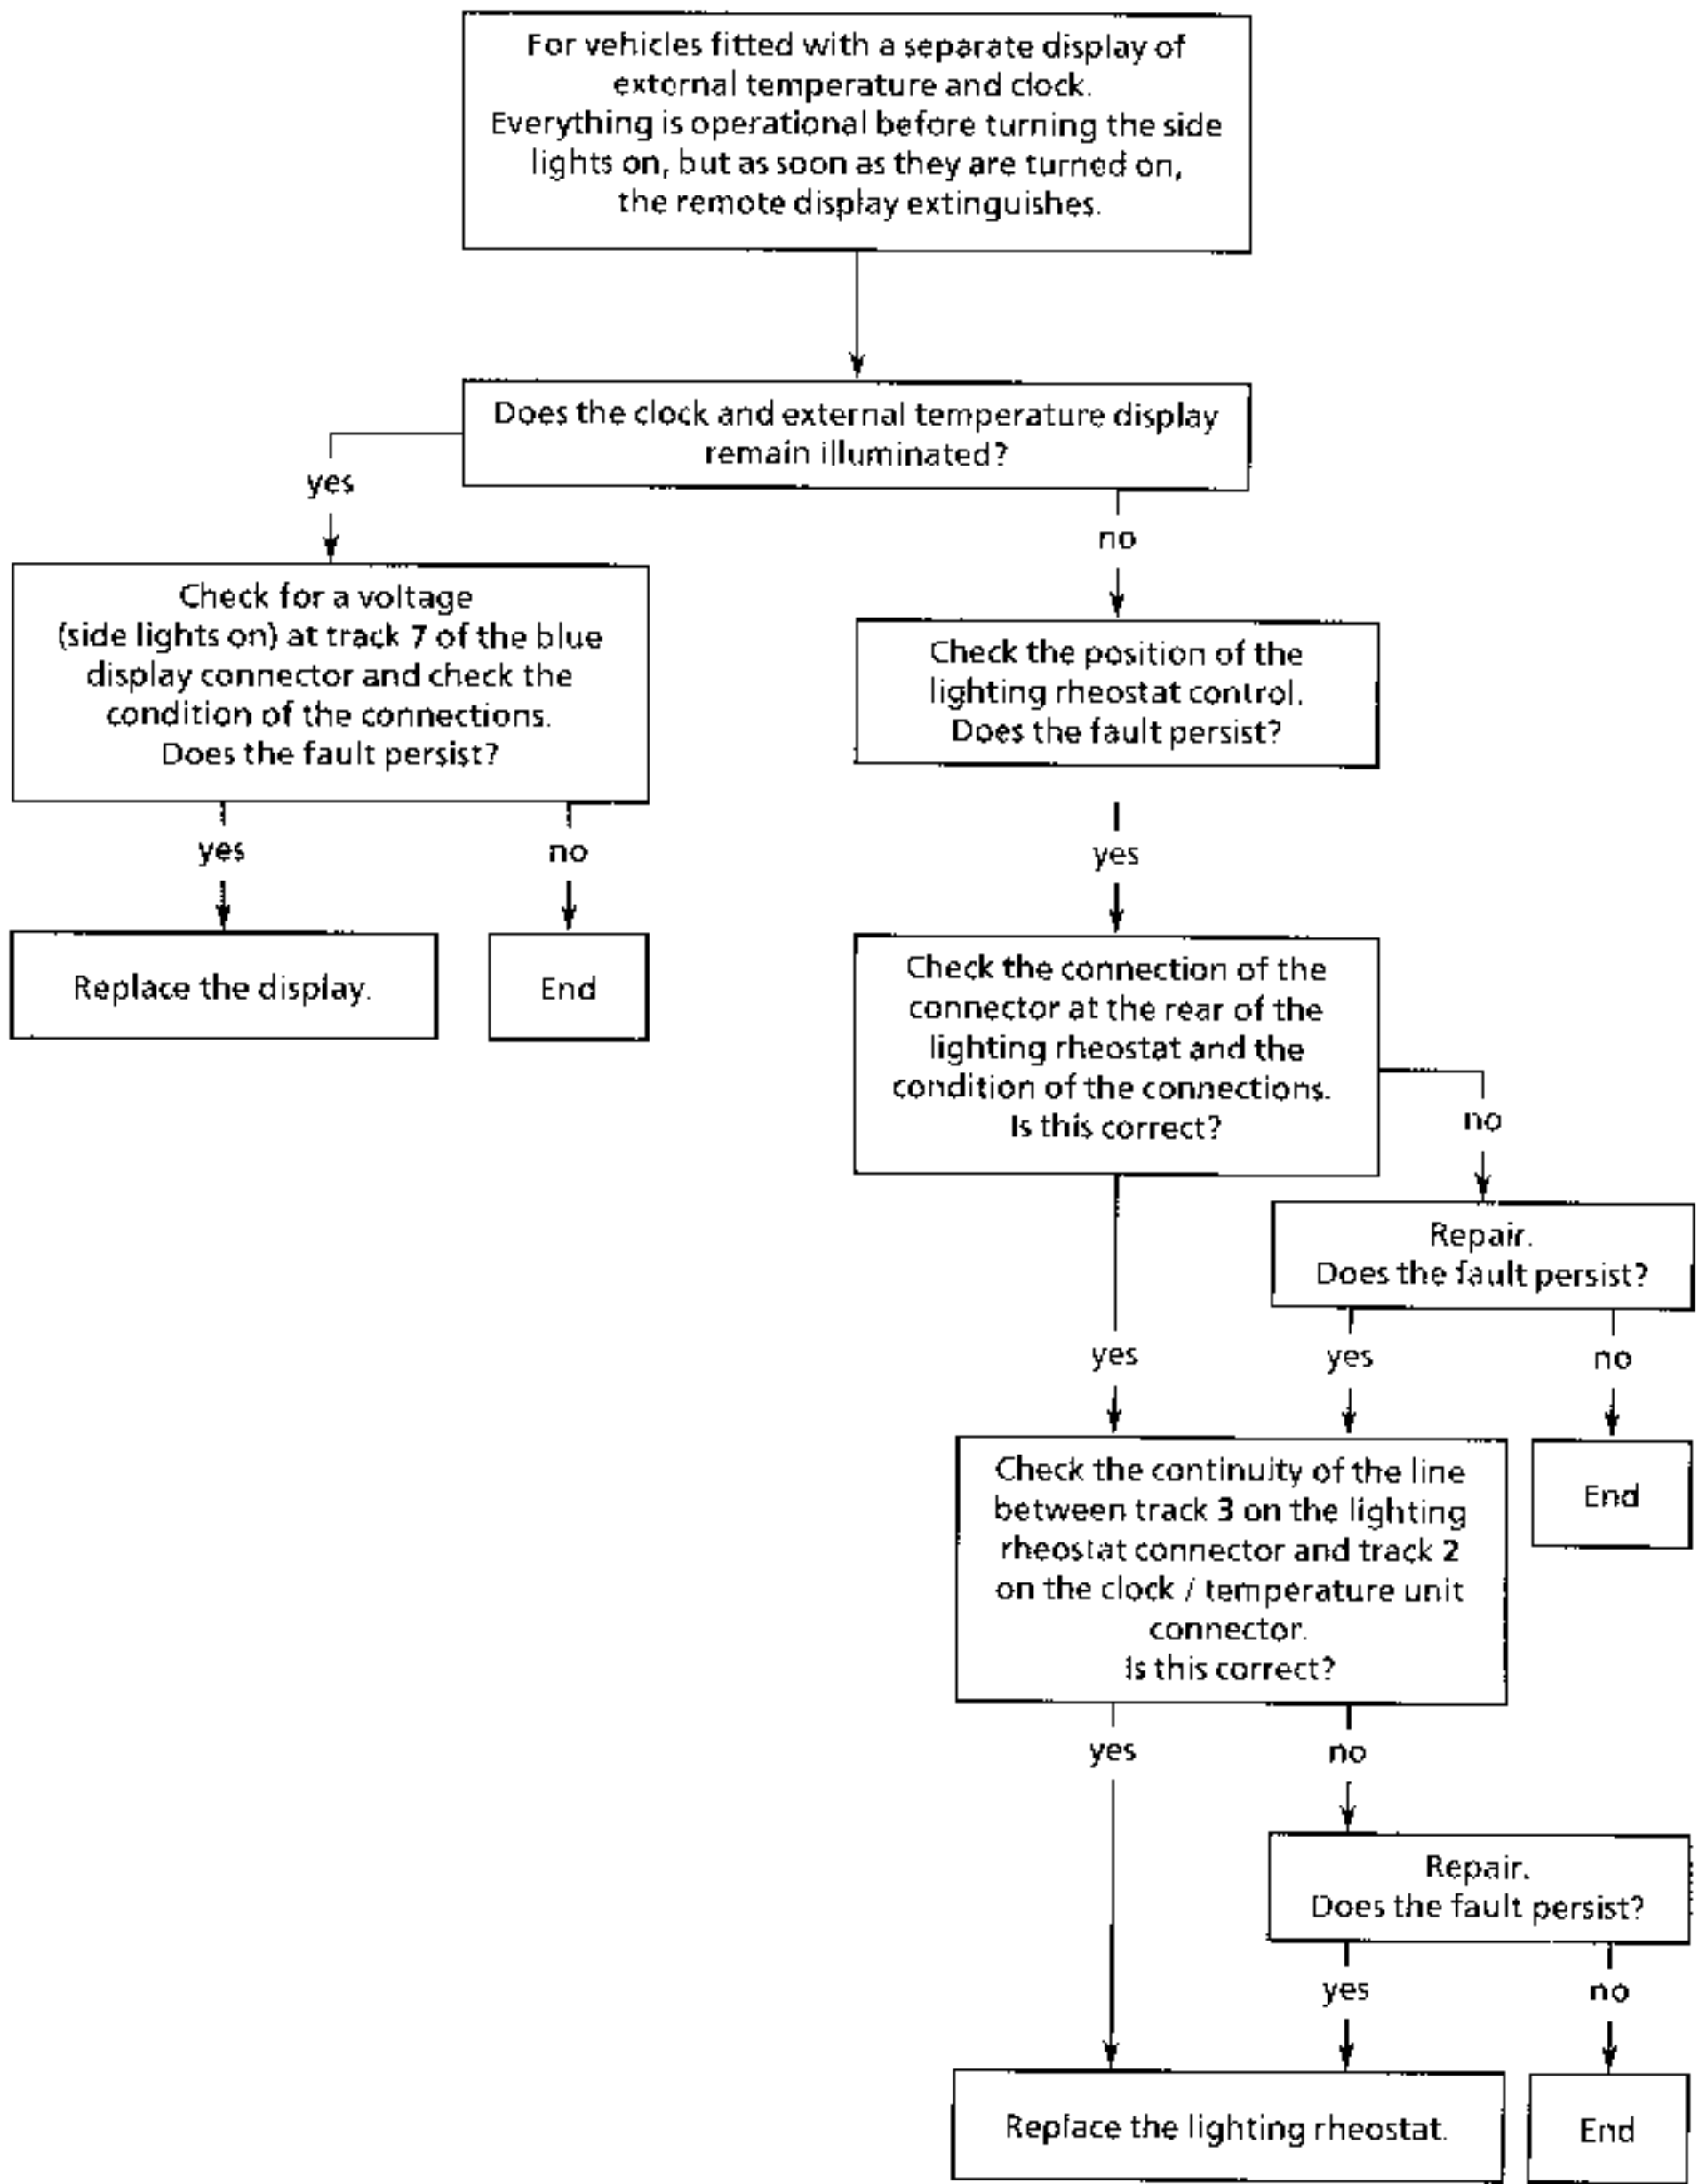 For vehicles fitted with a separate display of
external temperature and clock.
Everything is operational before turning the side
lights on, but as soon as they are turned on,
the remote display extinguishes.
Does the clock and external temperature display
remain illuminated?
yes
no
Check for a voltage
(side lights on) at track 7 of the blue
display connector and check the
condition of the connections.
Does the fault persist?
Check the position of the
lighting rheostat control.
Does the fault persist?
yes
no
yes
Replace the display.
End
Check the connection of the
connector at the rear of the
lighting rheostat and the
condition of the connections.
Is this correct?
no
Repair.
Does the fault persist?
yes
yes
no
Check the continuity of the line
between track 3 on the lighting
rheostat connector and track 2
on the clock / temperature unit
connector.
Is this correct?
End
yes
no
Repair.
Does the fault persist?
yes
no
Replace the lighting rheostat.
End